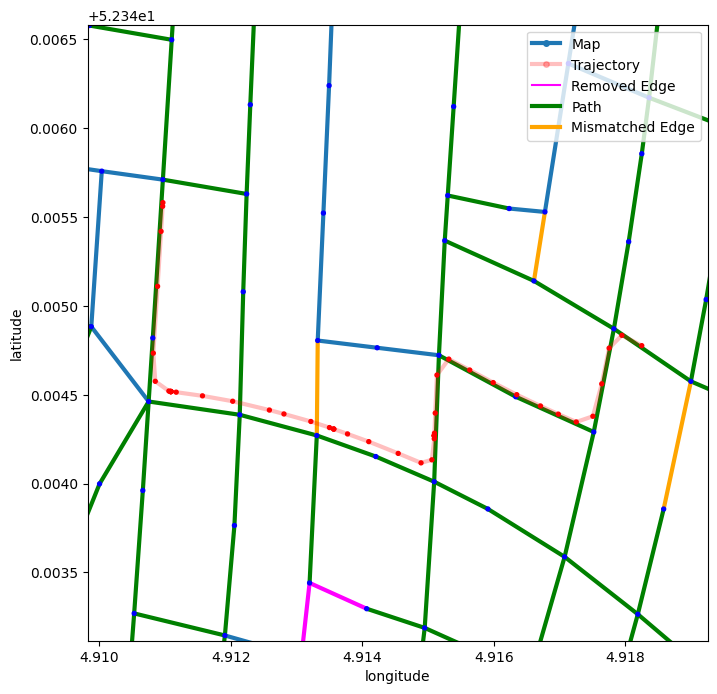 +5.234e1
0.0065
0.0060
0.0055
0.0050
0.0045
0.0040
0.0035
latitude
Map
Trajectory
Removed Edge
Path
Mismatched Edge
4.910 4.912 4.914 4.916 4.918
longitude